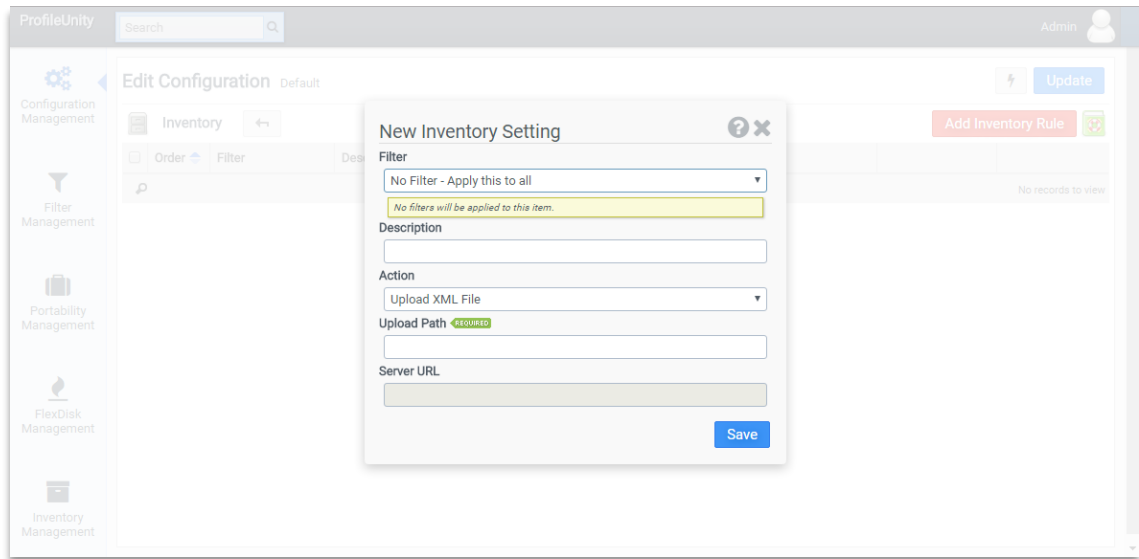 ProfileUnity
Search
Admin
Configuration
Management
Edit Configuration Default
Update
Inventory
Add Inventory Rule
Order Filter Des
No records to view
Filter
Management
Portability
Management
FlexDisk
Management
Inventory
Management
New Inventory Setting
Filter
No Filter - Apply this to all
No filters will be applied to this item.
Description
Action
Upload XML File
Upload Path REQUIRED
Server URL
Save